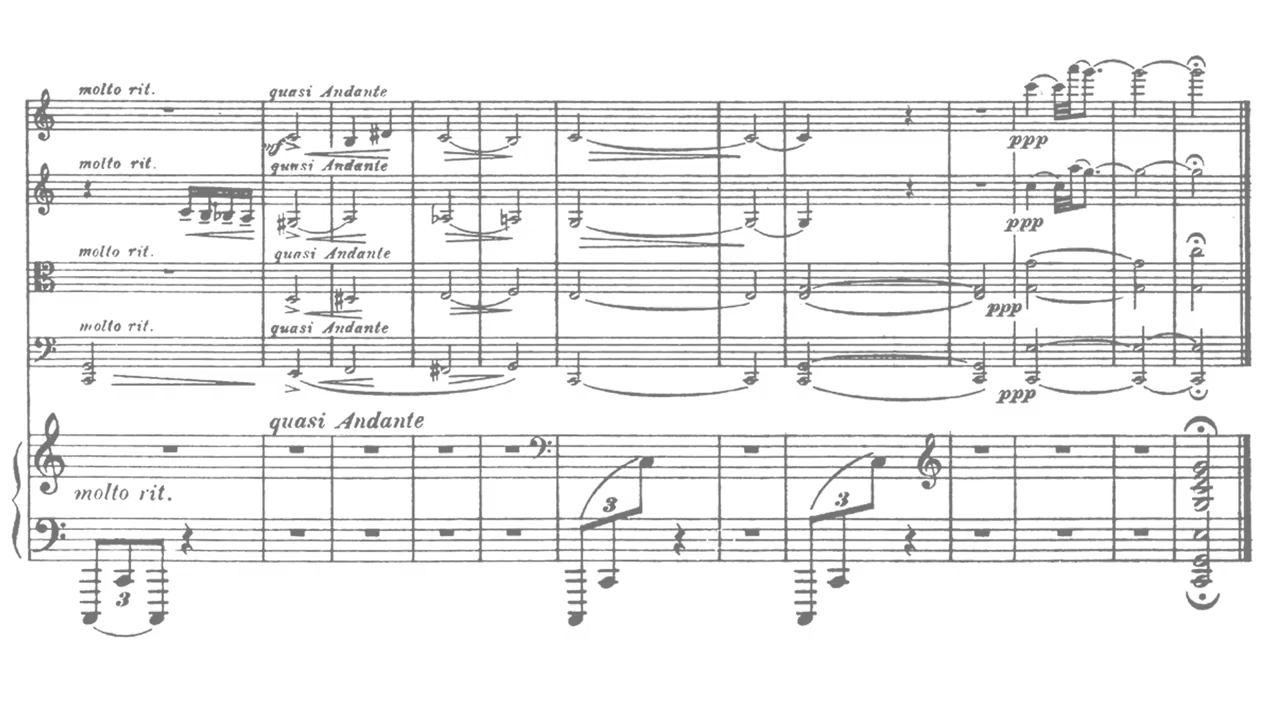 molto rit. quasi Andante
mf
ppp
molto rit. quasi Andante
ppp
molto rit. quasi Andante
ppp
molto rit. quasi Andante
ppp
quasi Andante
molto rit.
3 3
3